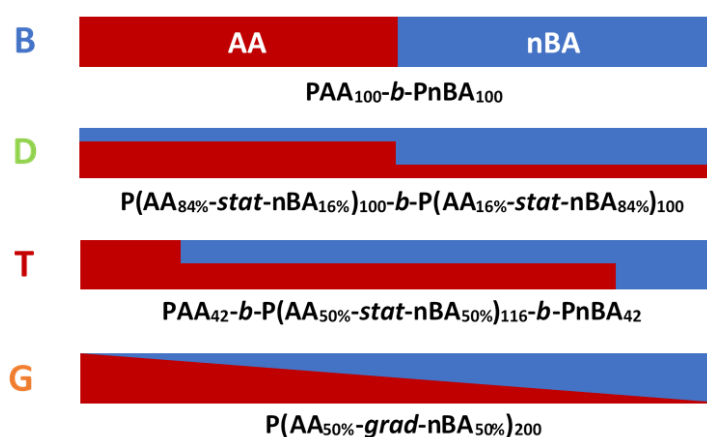 B
AA nBA
PAA₁₀₀-b-PnBA₁₀₀
D
P(AA₈₄%-stat-nBA₁₆%)₁₀₀-b-P(AA₁₆%-stat-nBA₈₄%)₁₀₀
T
PAA₄₂-b-P(AA₅₀%-stat-nBA₅₀%)₁₁₆-b-PnBA₄₂
G
P(AA₅₀%-grad-nBA₅₀%)₂₀₀